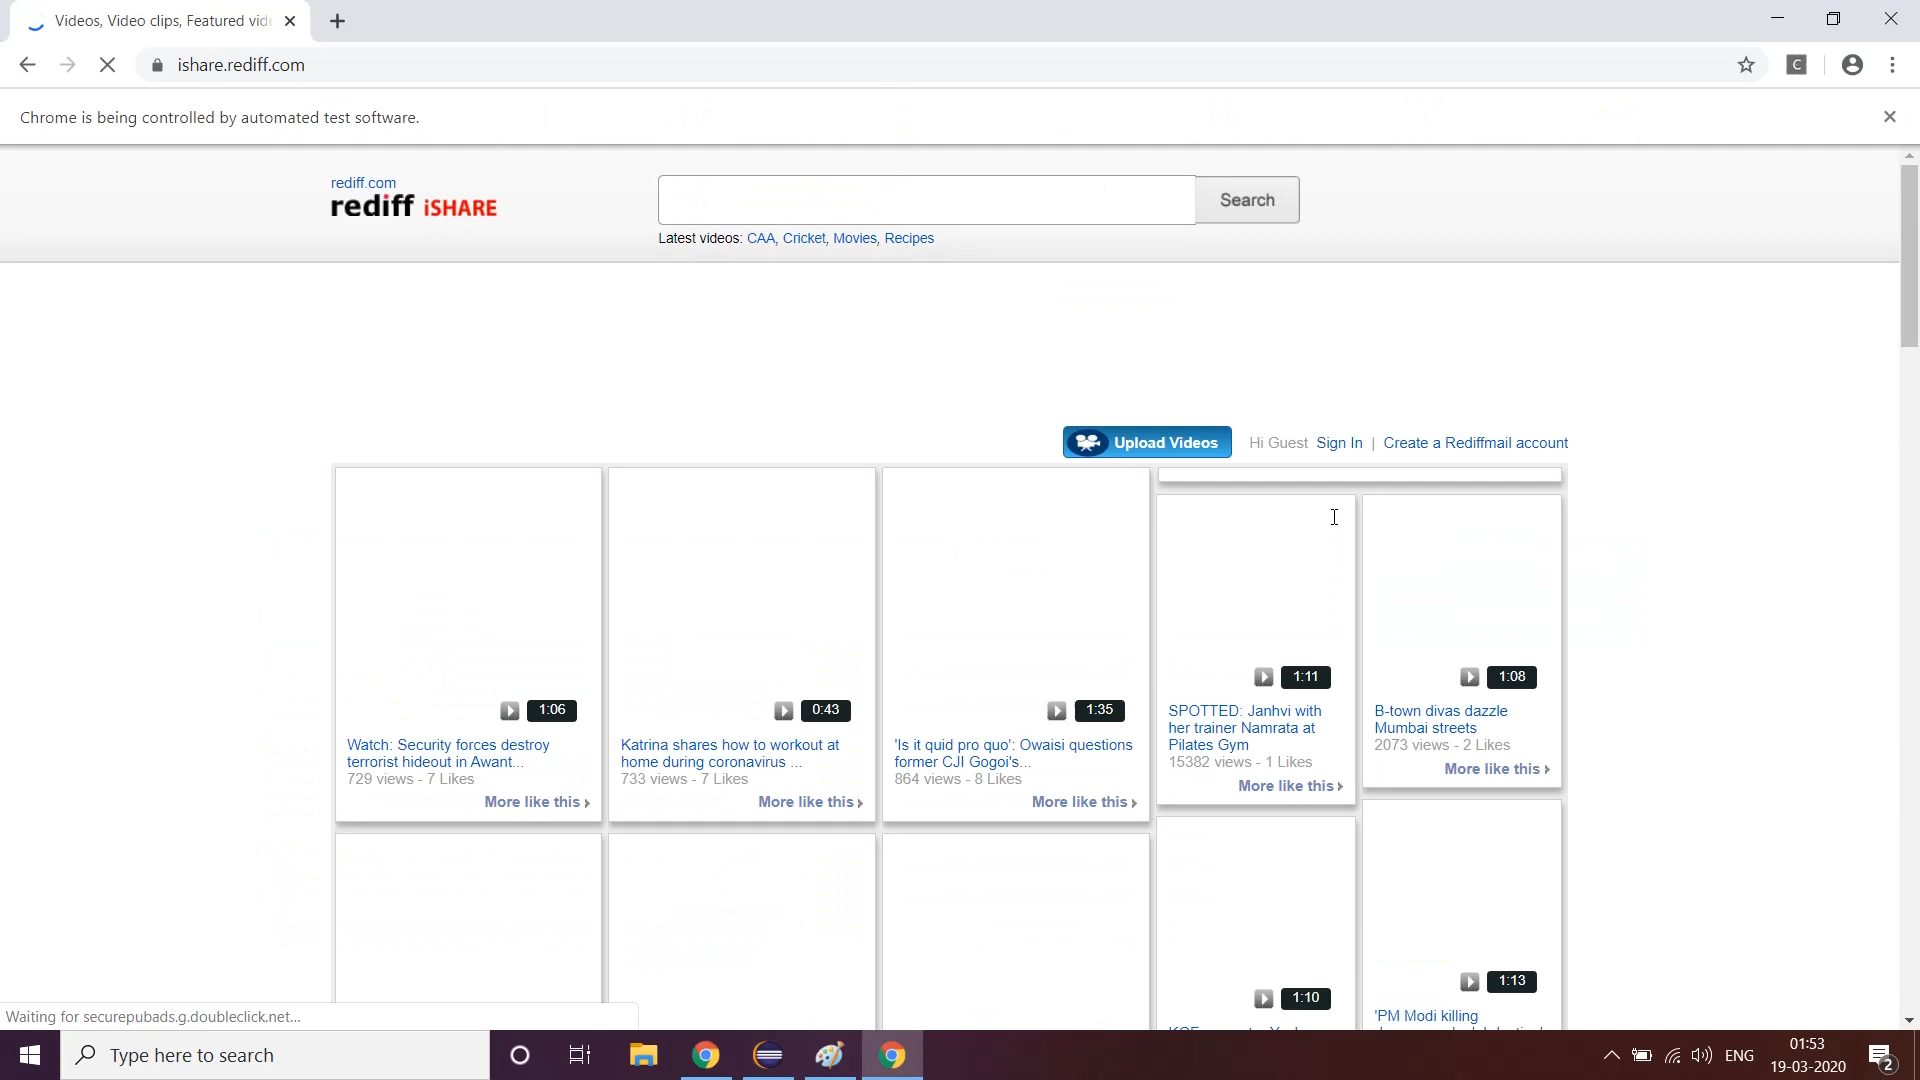 Videos, Video clips, Featured vide
ishare.rediff.com
C
Chrome is being controlled by automated test software.
rediff.com
rediff iSHARE
Search
Latest videos: CAA, Cricket, Movies, Recipes
Upload Videos
Hi Guest Sign In | Create a Rediffmail account
1:06
Watch: Security forces destroy
terrorist hideout in Awant...
729 views - 7 Likes
More like this
0:43
Katrina shares how to workout at
home during coronavirus ...
733 views - 7 Likes
More like this
1:35
'Is it quid pro quo': Owaisi questions
former CJI Gogoi's...
864 views - 8 Likes
More like this
1:11
SPOTTED: Janhvi with
her trainer Namrata at
Pilates Gym
15382 views - 1 Likes
More like this
1:08
B-town divas dazzle
Mumbai streets
2073 views - 2 Likes
More like this
1:10
1:13
'PM Modi killing
Waiting for securepubads.g.doubleclick.net...
Type here to search
ENG
01:53
19-03-2020
2